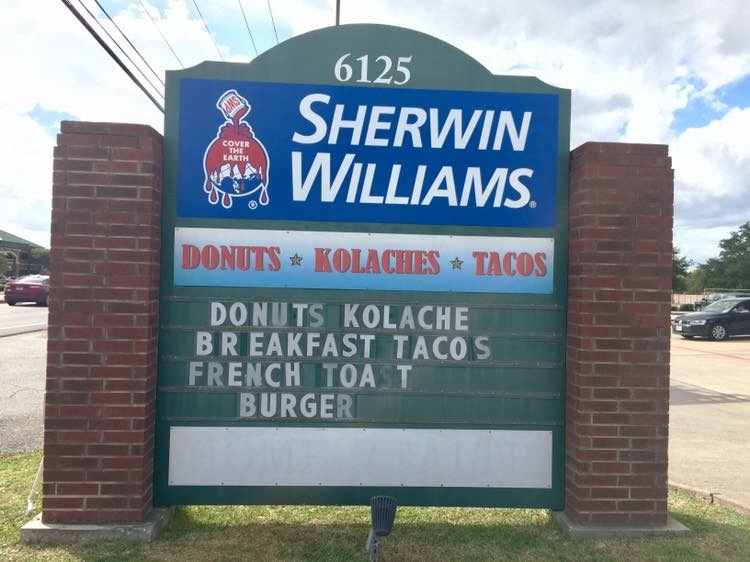 6125
SWP
COVER
THE
EARTH
®
SHERWIN
WILLIAMS®
DONUTS ★ KOLACHES ★ TACOS
DONUTS KOLACHE
BREAKFAST TACOS
FRENCH TOAST
BURGER